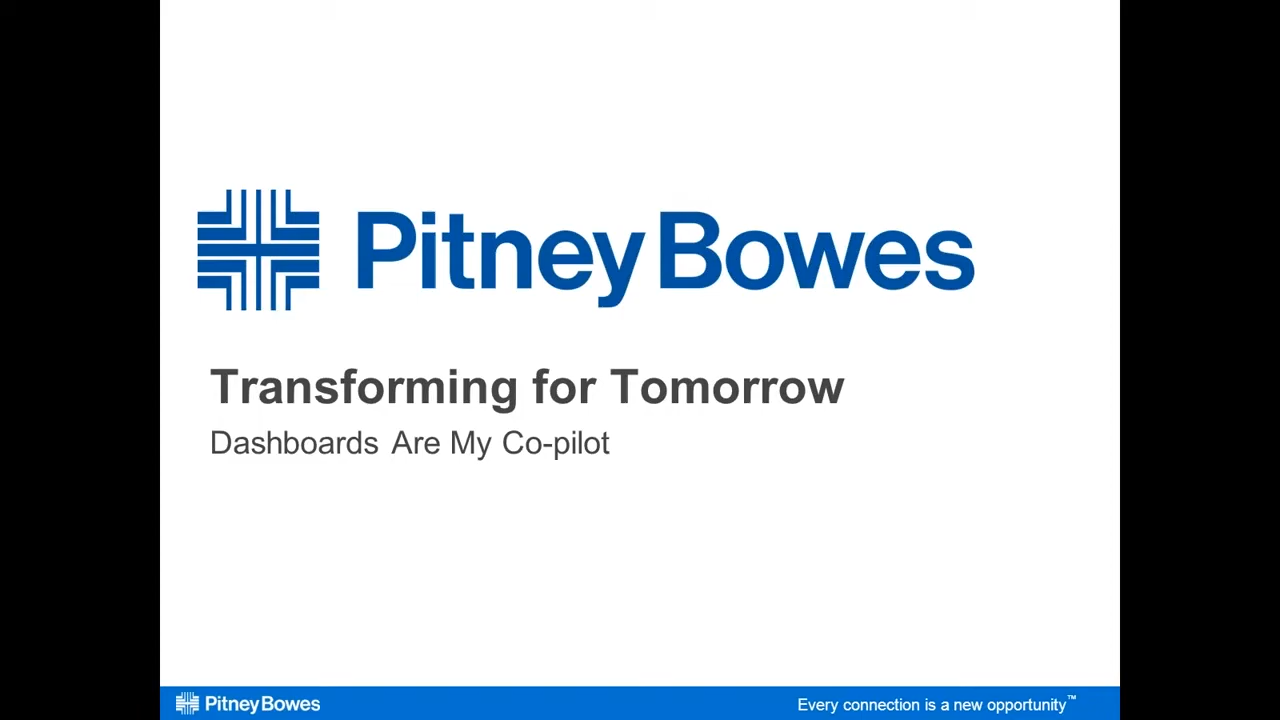 Pitney Bowes
Transforming for Tomorrow
Dashboards Are My Co-pilot
Pitney Bowes
Every connection is a new opportunity™